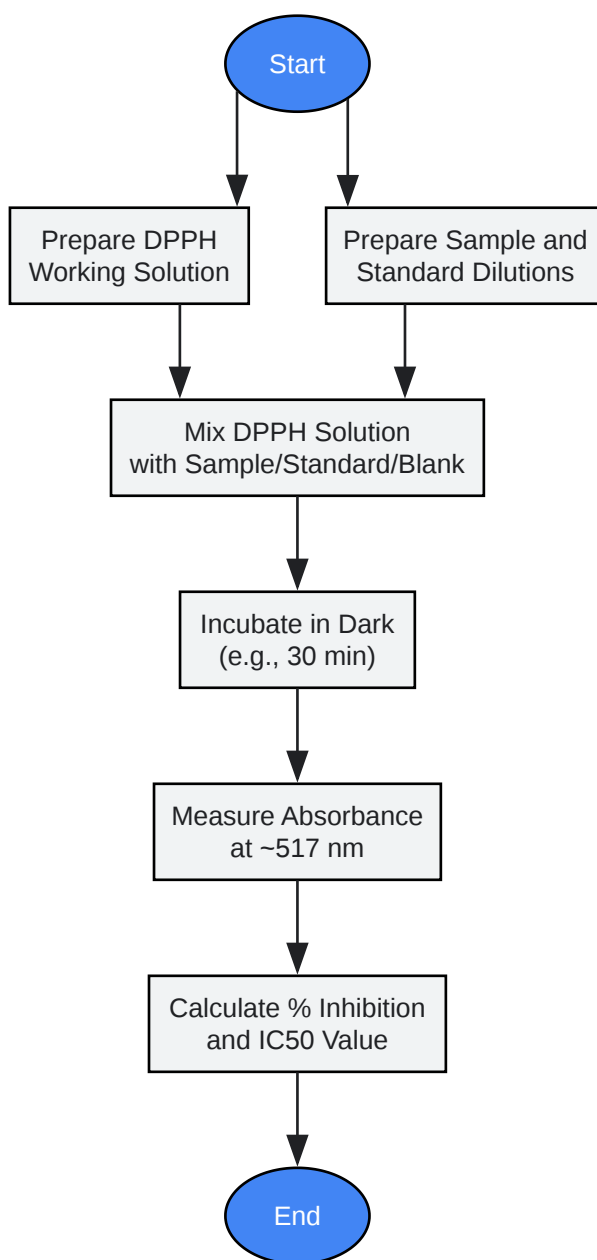 Start
Prepare DPPH
Working Solution
Prepare Sample and
Standard Dilutions
Mix DPPH Solution
with Sample/Standard/Blank
Incubate in Dark
(e.g., 30 min)
Measure Absorbance
at ~517 nm
Calculate % Inhibition
and IC50 Value
End